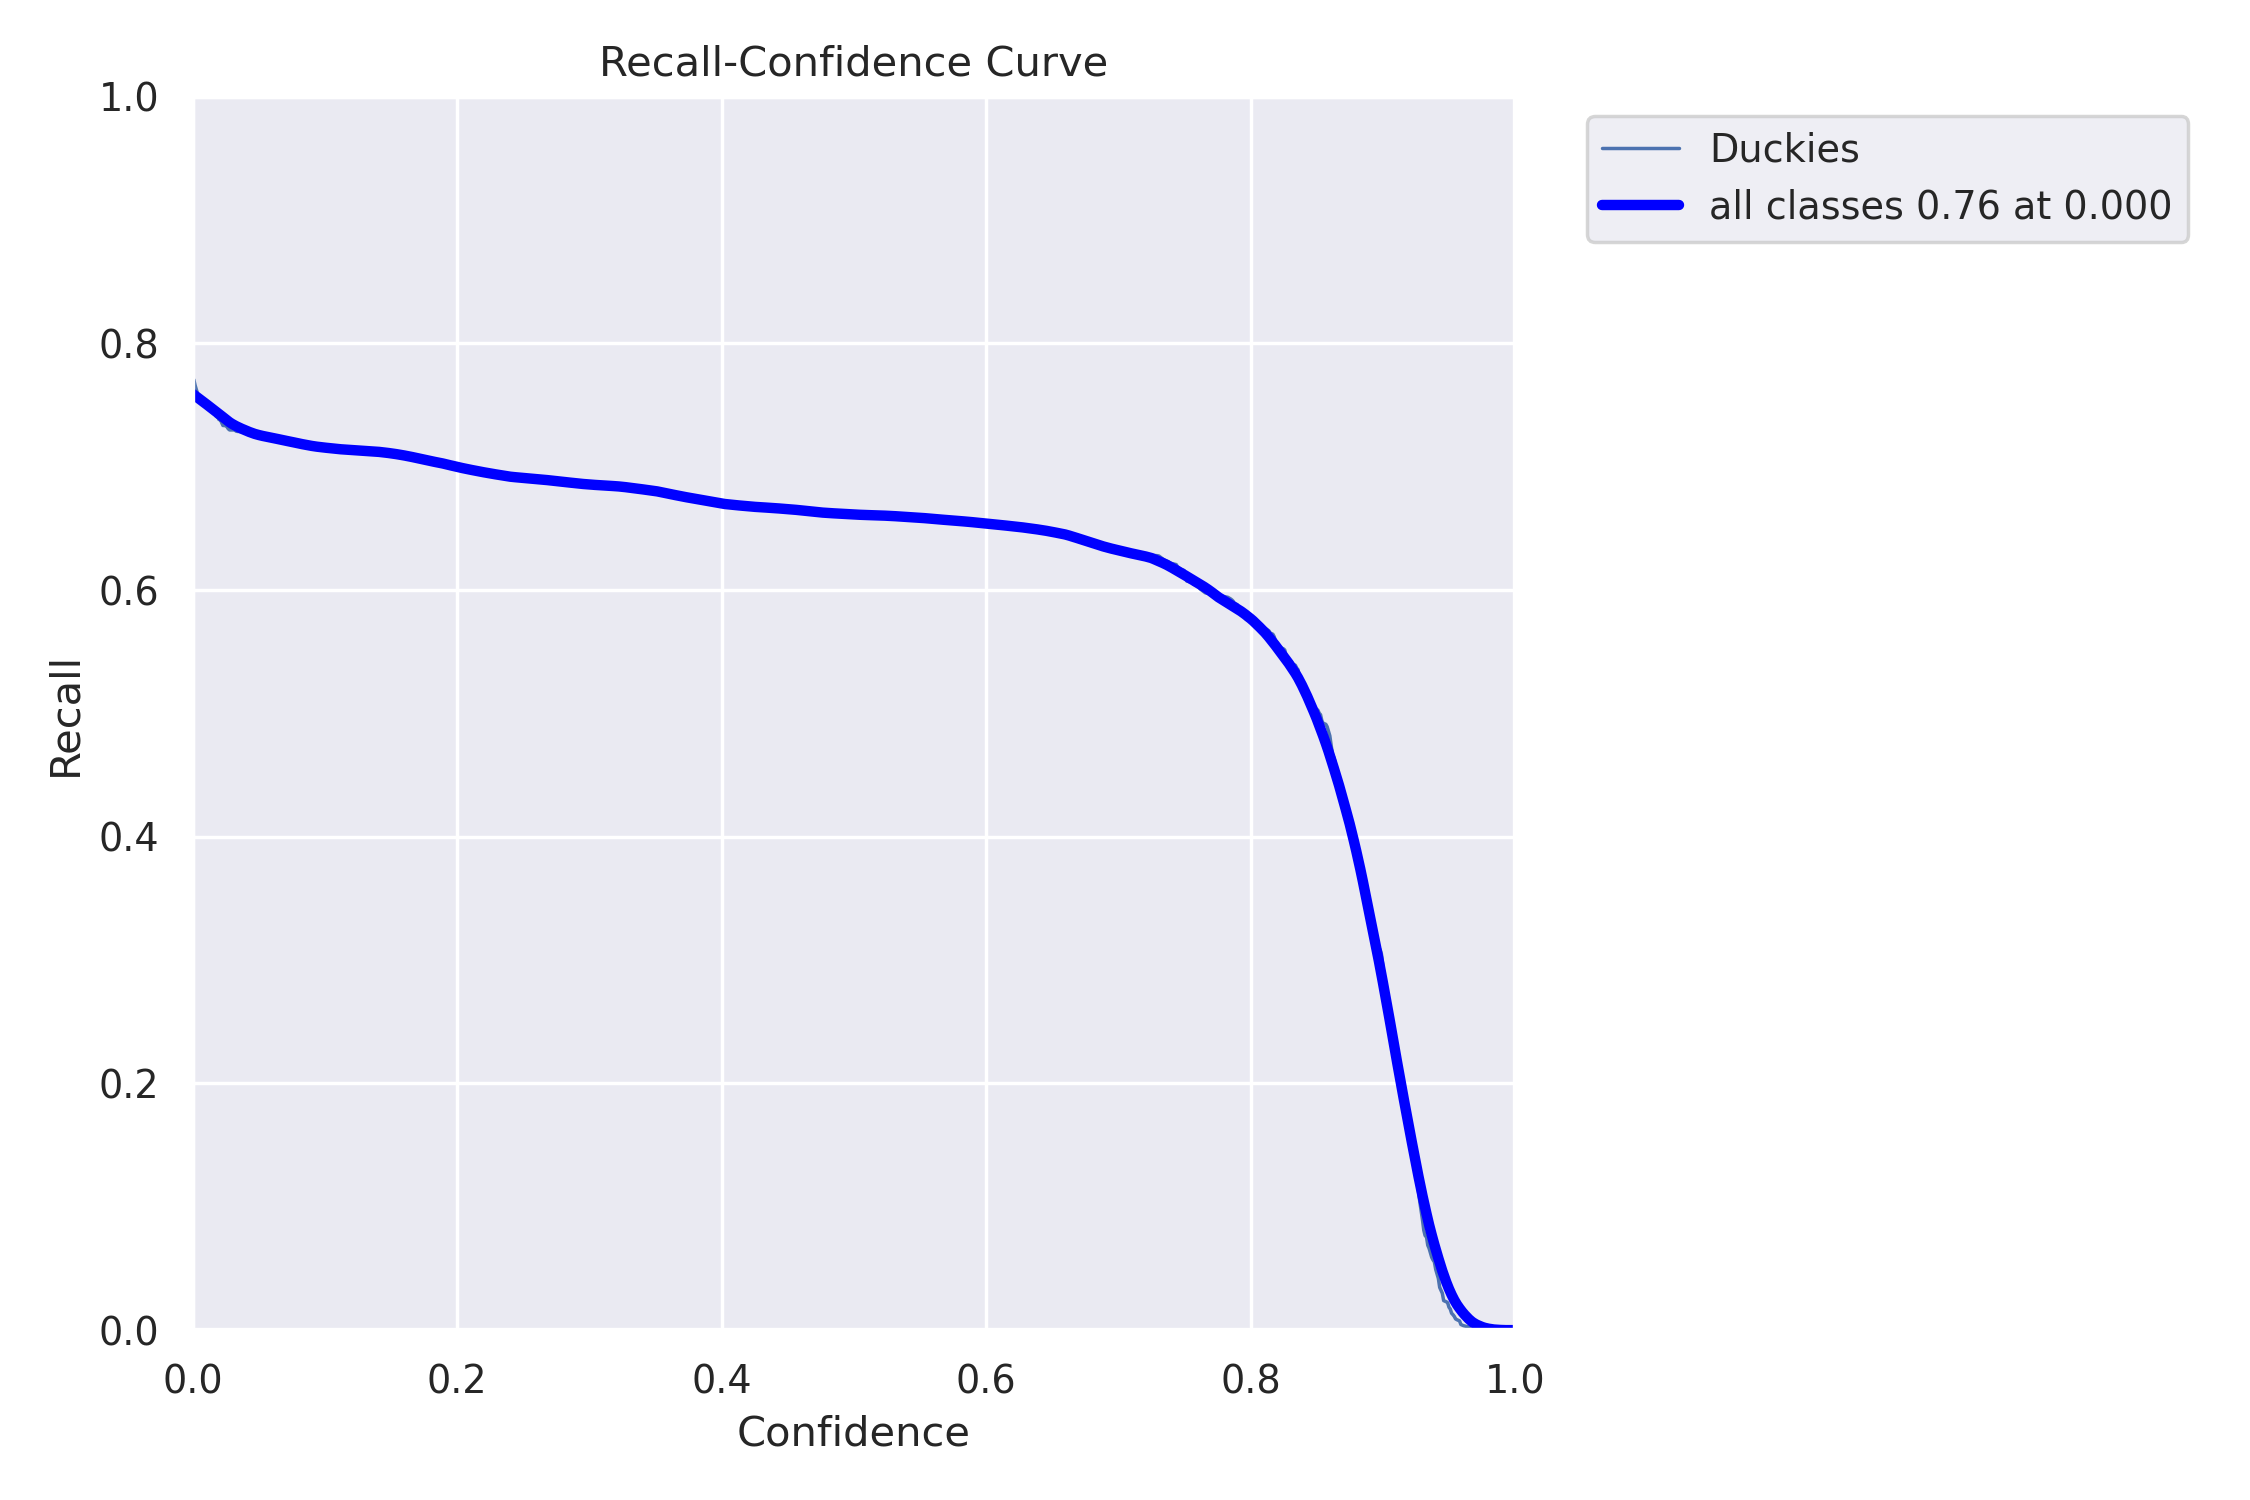 Recall-Confidence Curve
1.0
0.8
0.6
0.4
0.2
0.0
Recall
0.0 0.2 0.4 0.6 0.8 1.0
Confidence
Duckies
all classes 0.76 at 0.000